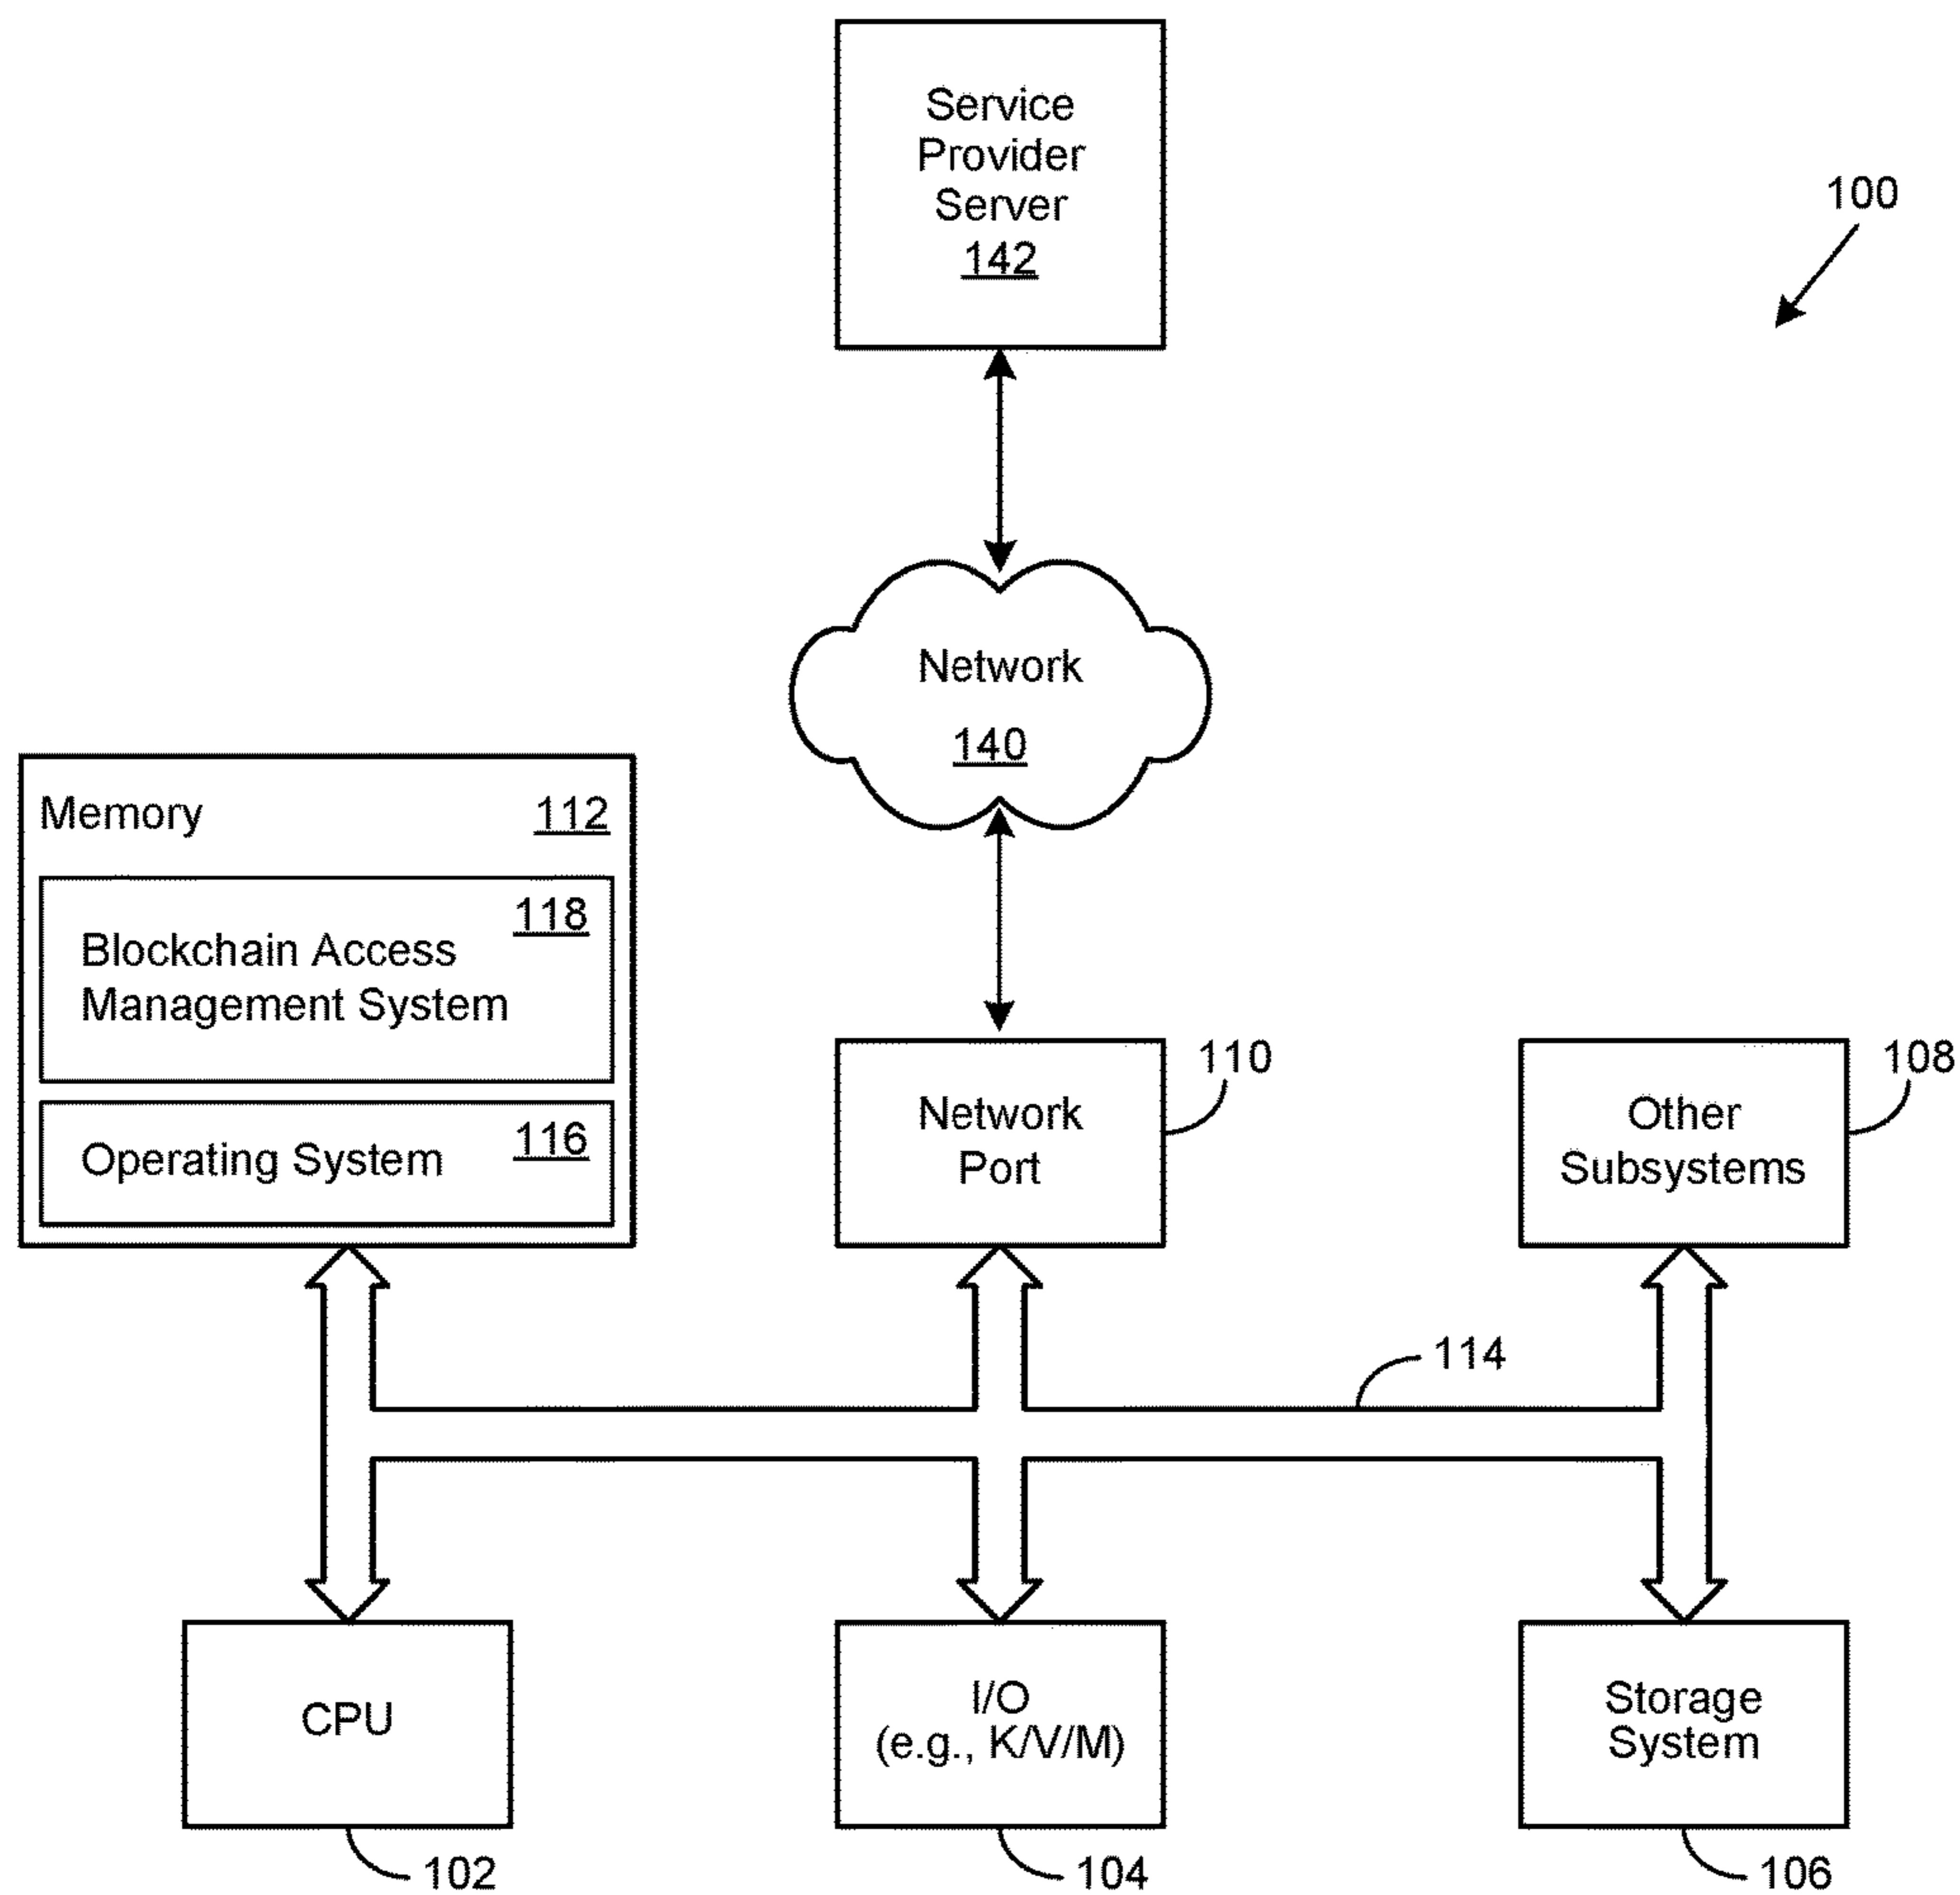 Service
Provider
Server
142
100
Network
140
Memory 112
118
Blockchain Access
Management System
Operating System 116
Network
Port
110
Other
Subsystems
108
114
CPU
102
I/O
(e.g., K/V/M)
104
Storage
System
106